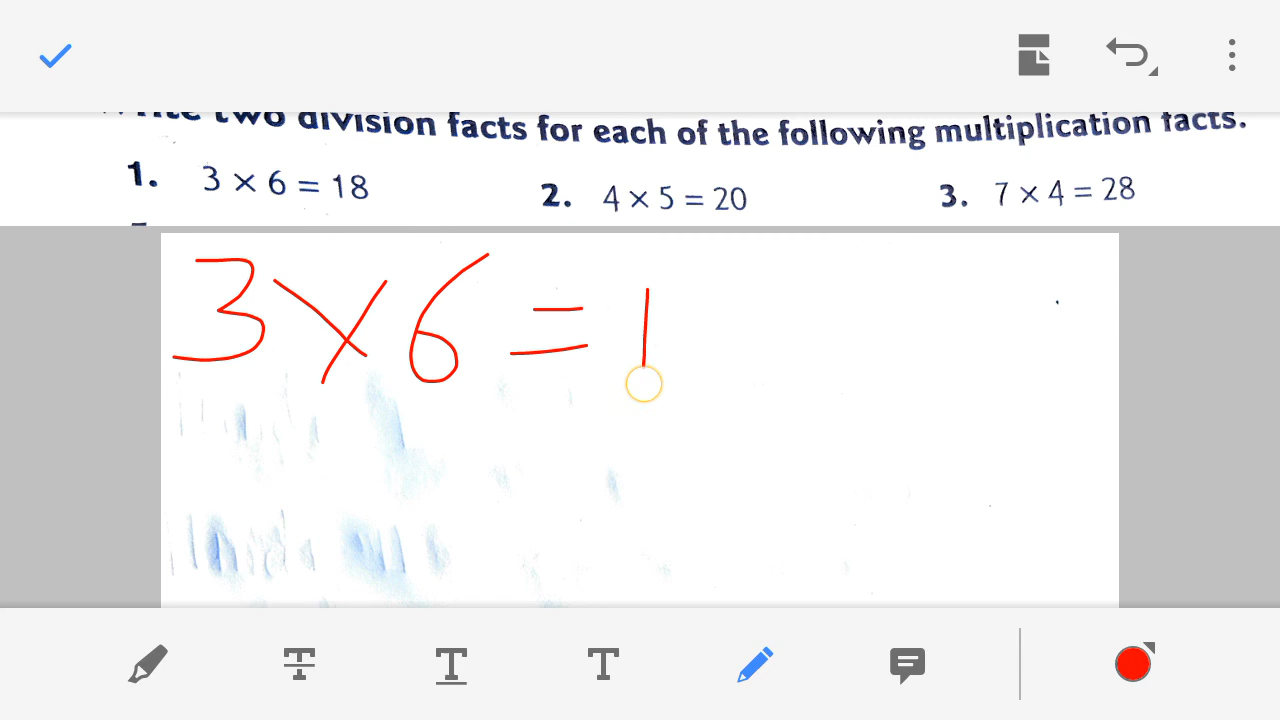 Write two division facts for each of the following multiplication facts.
1. 3 × 6 = 18 2. 4 × 5 = 20 3. 7 × 4 = 28
3 × 6 = 1